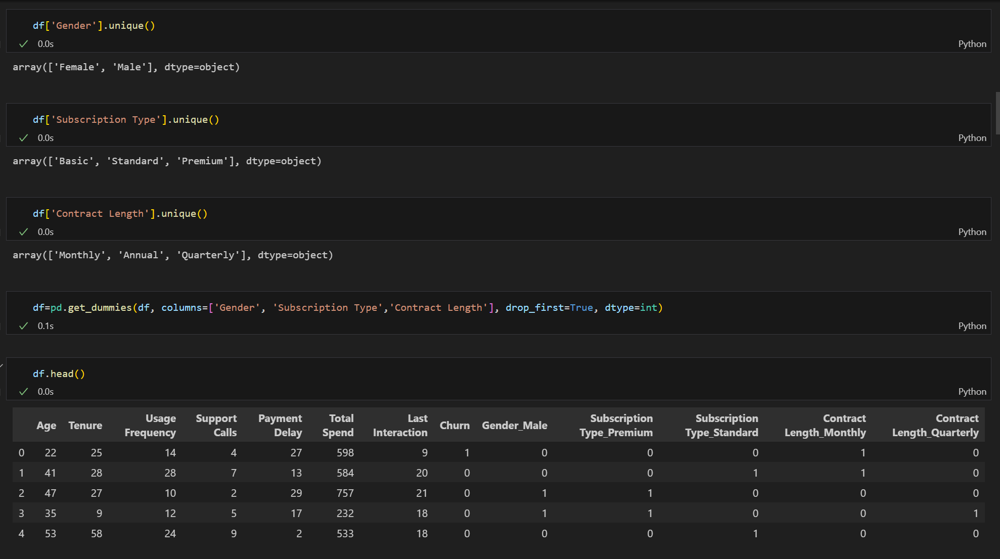 df['Gender'].unique()
0.0s
Python
array(['Female', 'Male'], dtype=object)
df['Subscription Type'].unique()
0.0s
Python
array(['Basic', 'Standard', 'Premium'], dtype=object)
df['Contract Length'].unique()
0.0s
Python
array(['Monthly', 'Annual', 'Quarterly'], dtype=object)
df=pd.get_dummies(df, columns=['Gender', 'Subscription Type','Contract Length'], drop_first=True, dtype=int)
0.1s
Python
df.head()
0.0s
Python
Age Tenure Usage Frequency Support Calls Payment Delay Total Spend Last Interaction Churn Gender_Male Subscription Type_Premium Subscription Type_Standard Contract Length_Monthly Contract Length_Quarterly
0 22 25 14 4 27 598 9 1 0 0 0 1 0
1 41 28 28 7 13 584 20 0 0 0 1 1 0
2 47 27 10 2 29 757 21 0 1 1 0 0 0
3 35 9 12 5 17 232 18 0 1 1 0 0 1
4 53 58 24 9 2 533 18 0 0 0 1 0 0